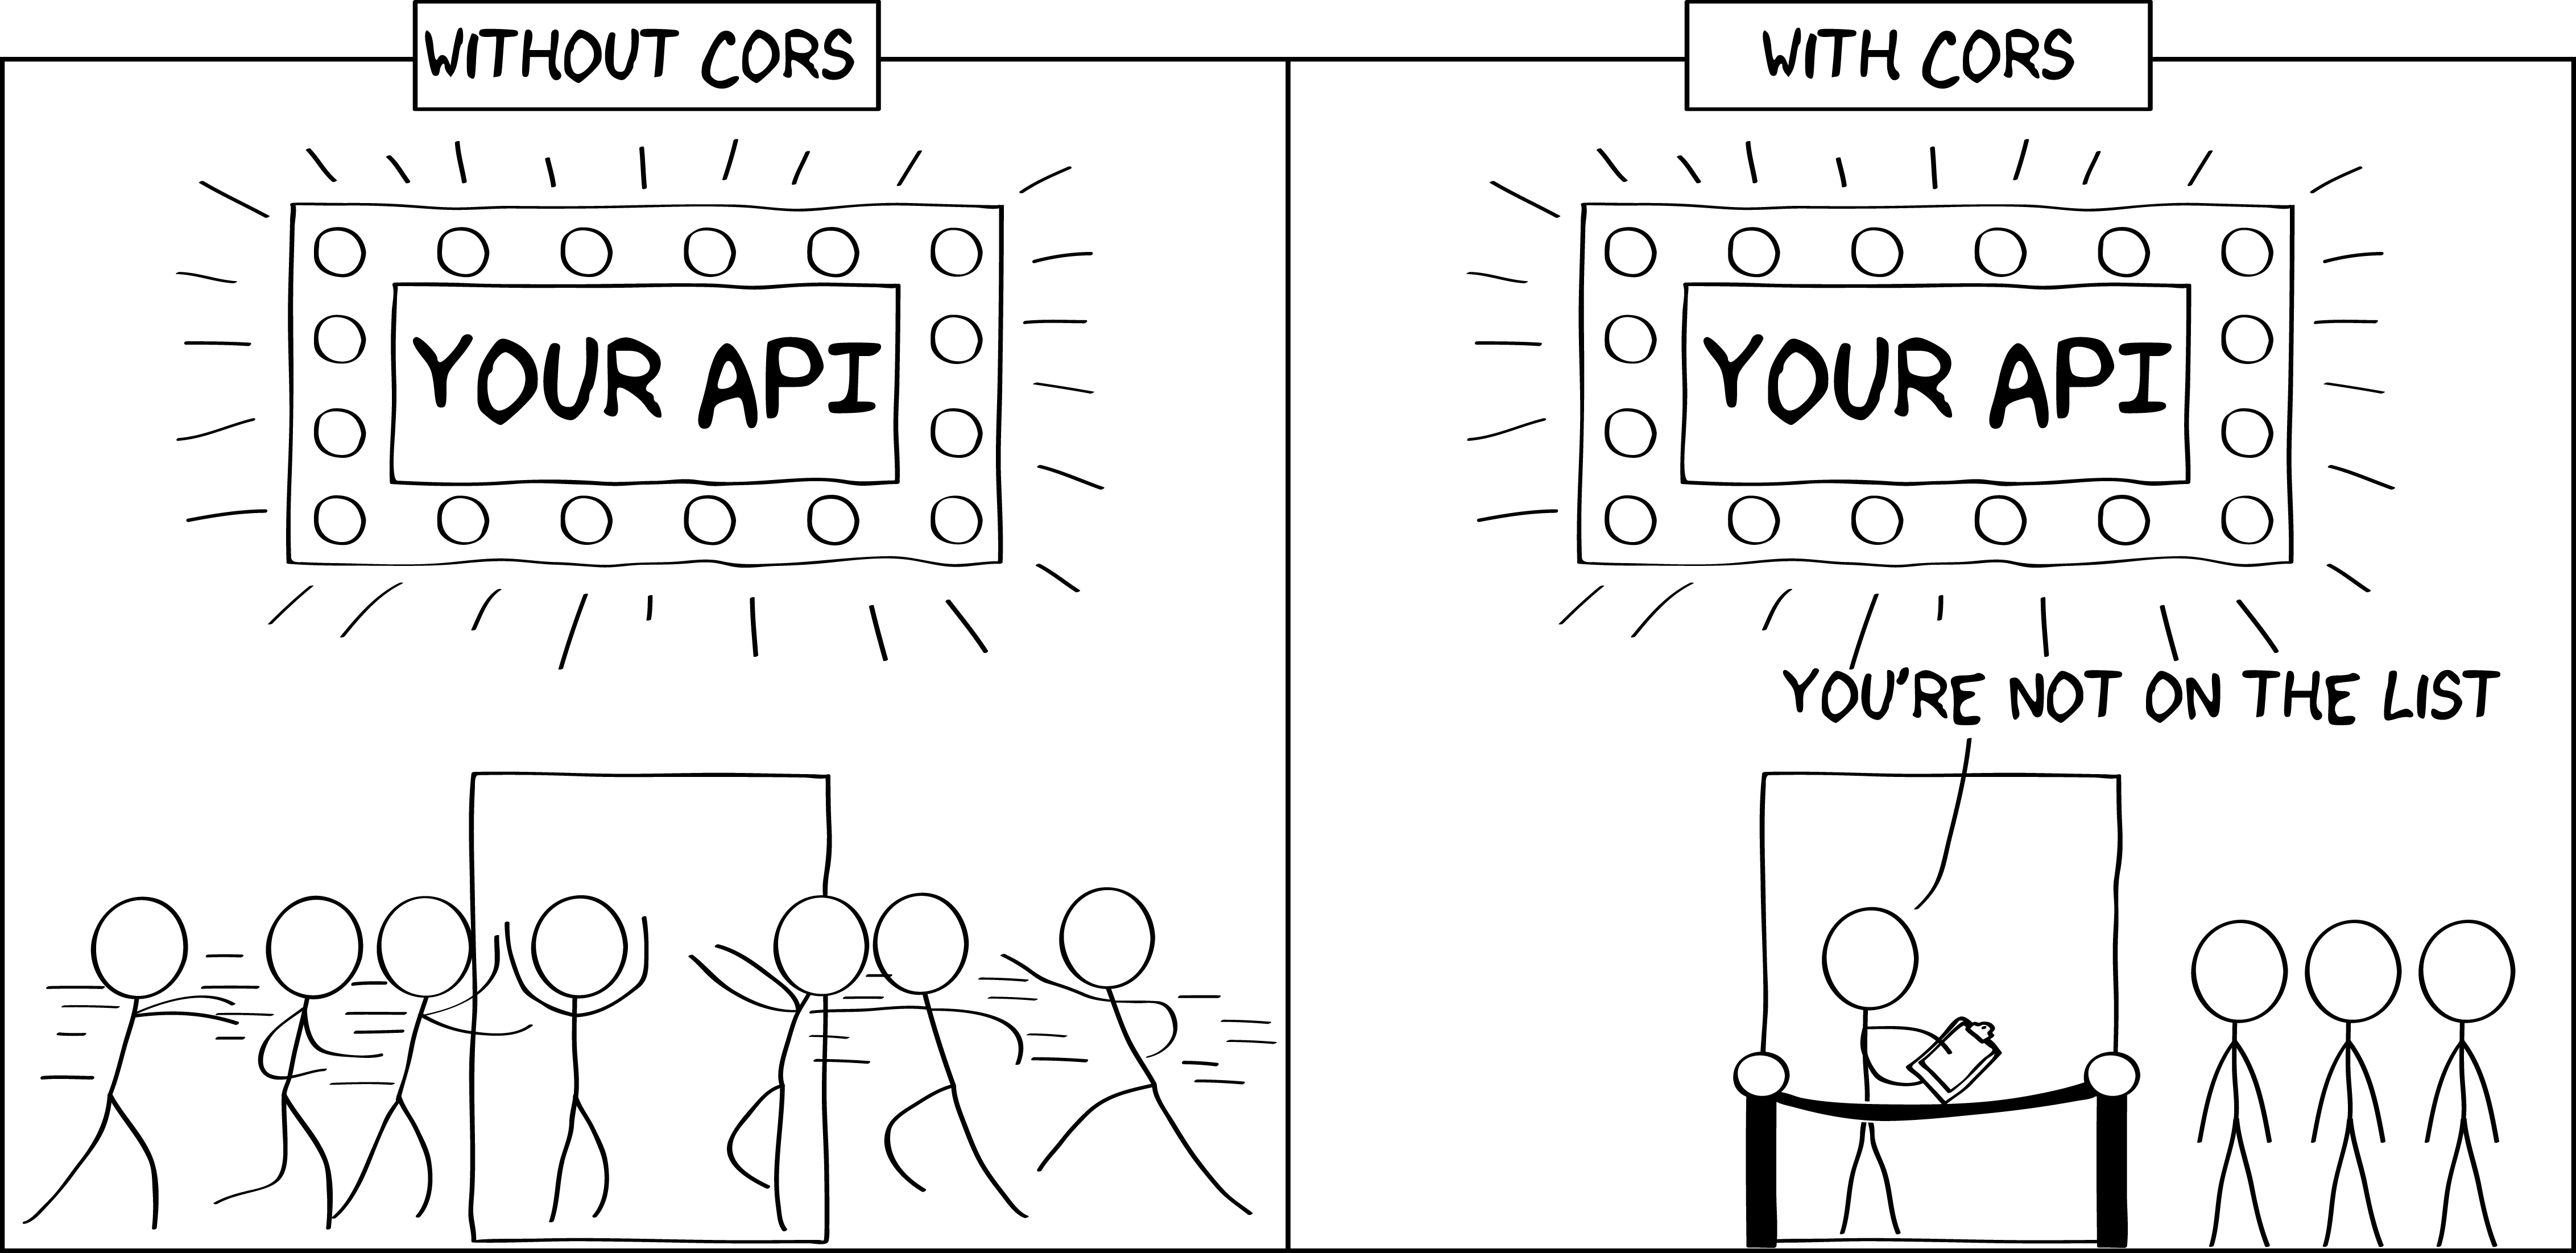 WITHOUT CORS
YOUR API
WITH CORS
YOUR API
YOU'RE NOT ON THE LIST